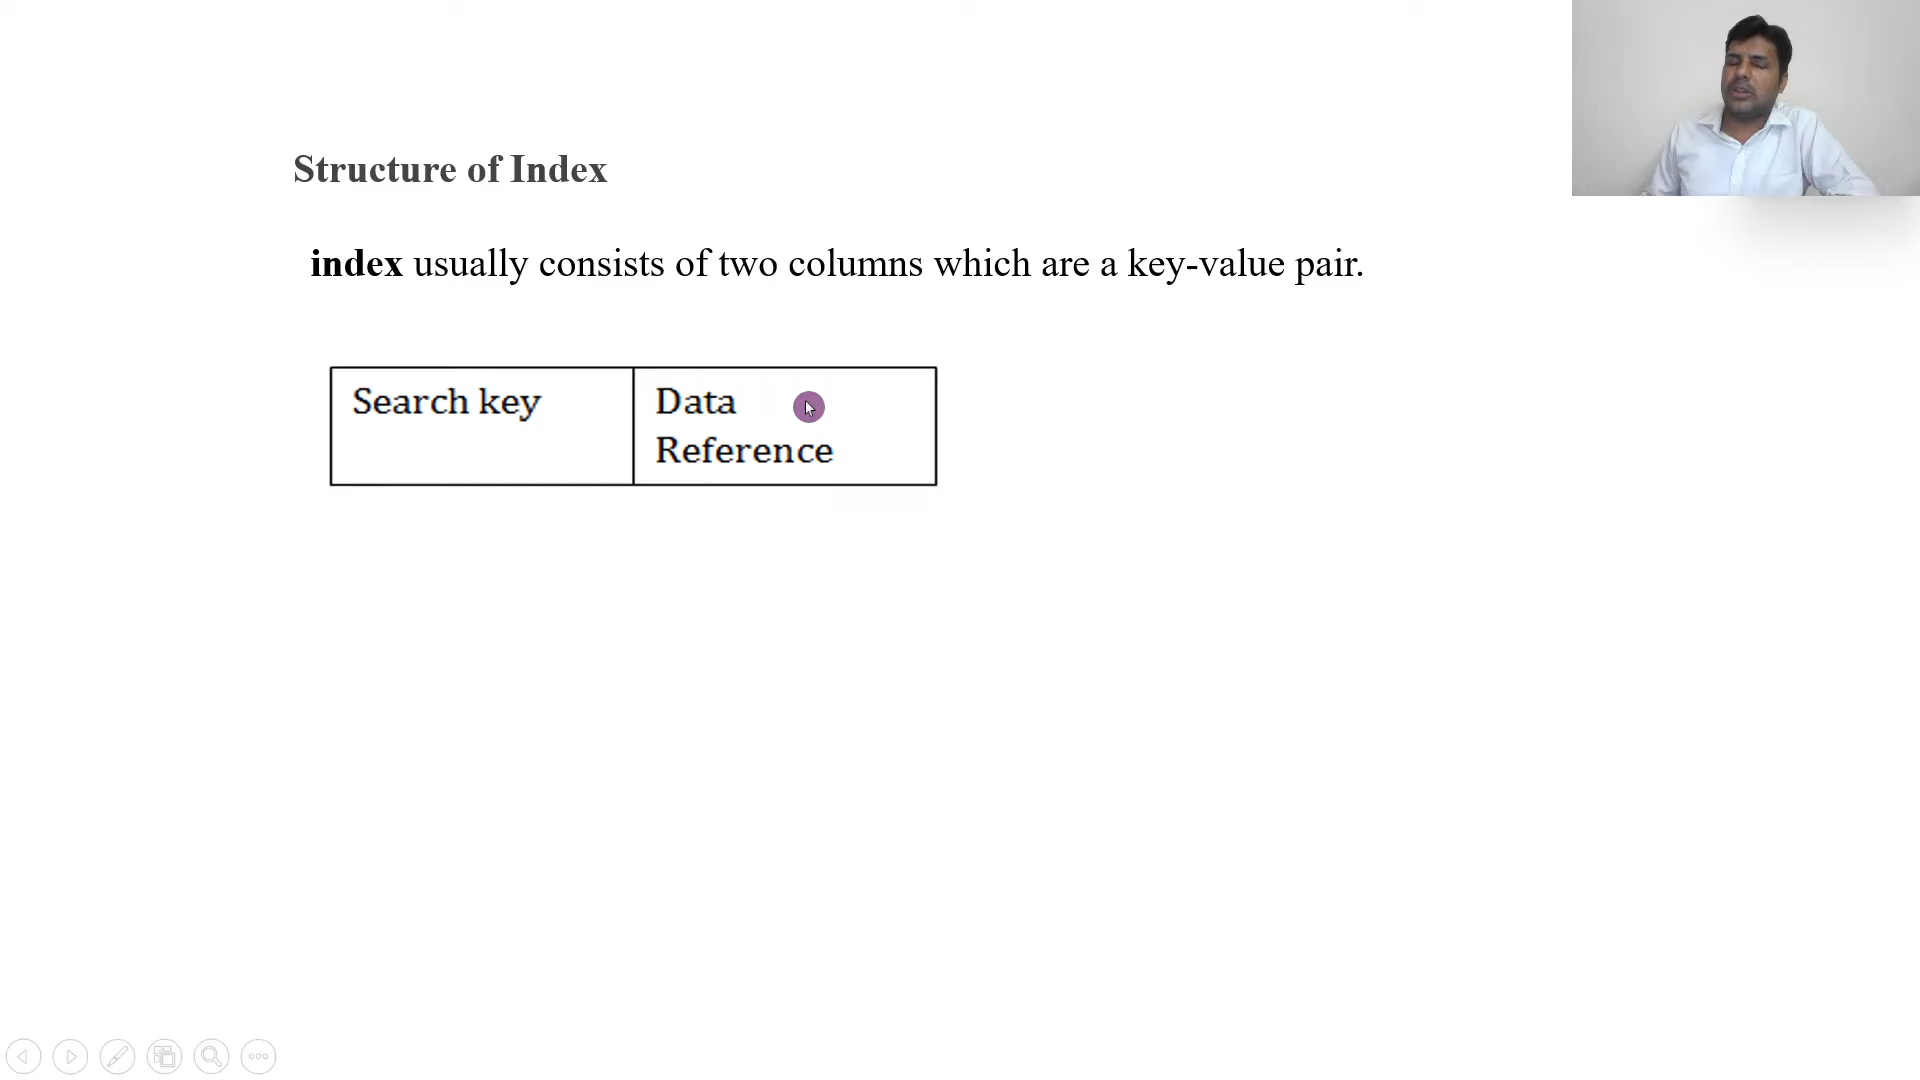 Structure of Index
index usually consists of two columns which are a key-value pair.
Search key
Data
Reference